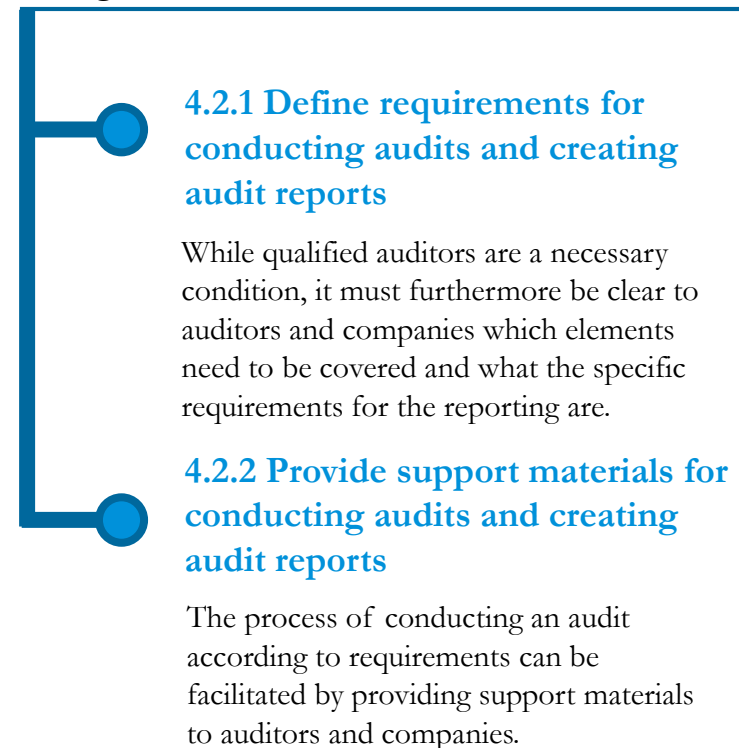 4.2.1 Define requirements for
conducting audits and creating
audit reports
While qualified auditors are a necessary
condition, it must furthermore be clear to
auditors and companies which elements
need to be covered and what the specific
requirements for the reporting are.
4.2.2 Provide support materials for
conducting audits and creating
audit reports
The process of conducting an audit
according to requirements can be
facilitated by providing support materials
to auditors and companies.